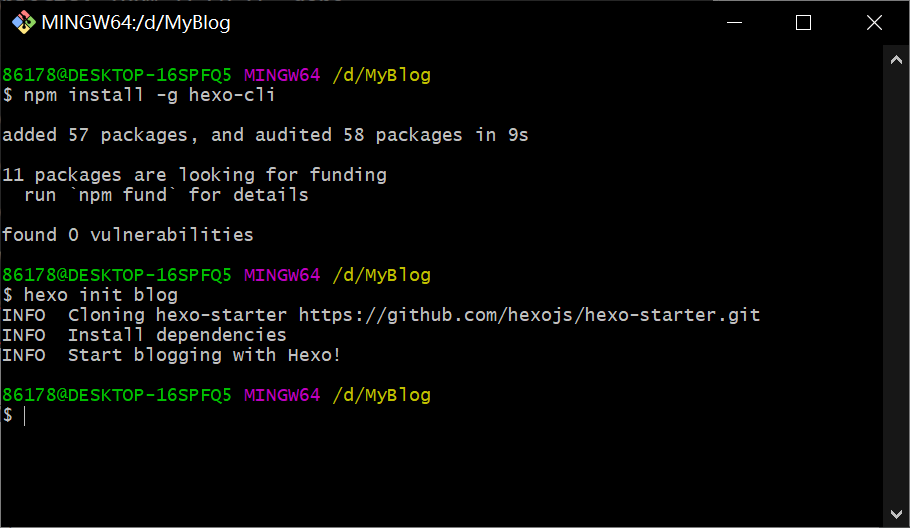 MINGW64:/d/MyBlog
86178@DESKTOP-16SPFQ5 MINGW64 /d/MyBlog
$ npm install -g hexo-cli
added 57 packages, and audited 58 packages in 9s
11 packages are looking for funding
  run `npm fund` for details
found 0 vulnerabilities
86178@DESKTOP-16SPFQ5 MINGW64 /d/MyBlog
$ hexo init blog
INFO  Cloning hexo-starter https://github.com/hexojs/hexo-starter.git
INFO  Install dependencies
INFO  Start blogging with Hexo!
86178@DESKTOP-16SPFQ5 MINGW64 /d/MyBlog
$